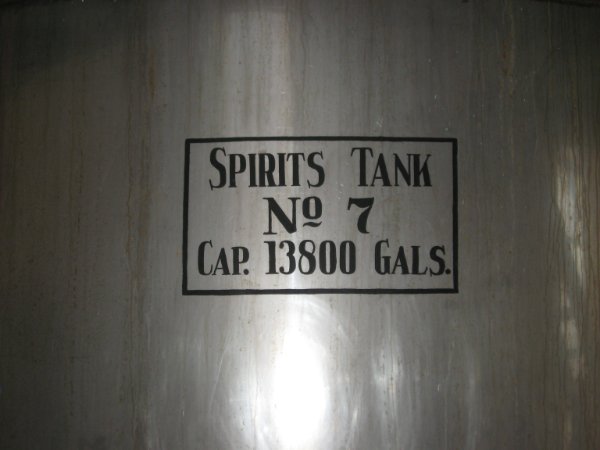 SPIRITS TANK
Nº 7
CAP. 13800 GALS.